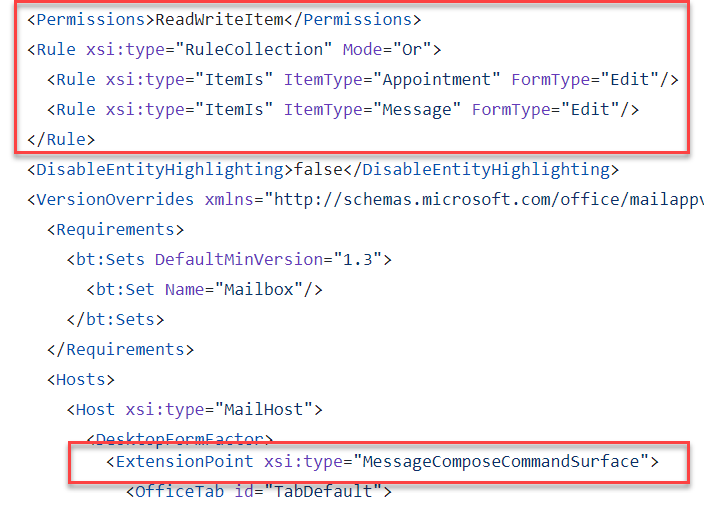 <Permissions>ReadWriteItem</Permissions>
<Rule xsi:type="RuleCollection" Mode="Or">
<Rule xsi:type="ItemIs" ItemType="Appointment" FormType="Edit"/>
<Rule xsi:type="ItemIs" ItemType="Message" FormType="Edit"/>
</Rule>
<DisableEntityHighlighting>false</DisableEntityHighlighting>
<VersionOverrides xmlns="http://schemas.microsoft.com/office/mailappv
<Requirements>
<bt:Sets DefaultMinVersion="1.3">
<bt:Set Name="Mailbox"/>
</bt:Sets>
</Requirements>
<Hosts>
<Host xsi:type="MailHost">
<DesktopFormFactor>
<ExtensionPoint xsi:type="MessageComposeCommandSurface">
<OfficeTab id="TabDefault">